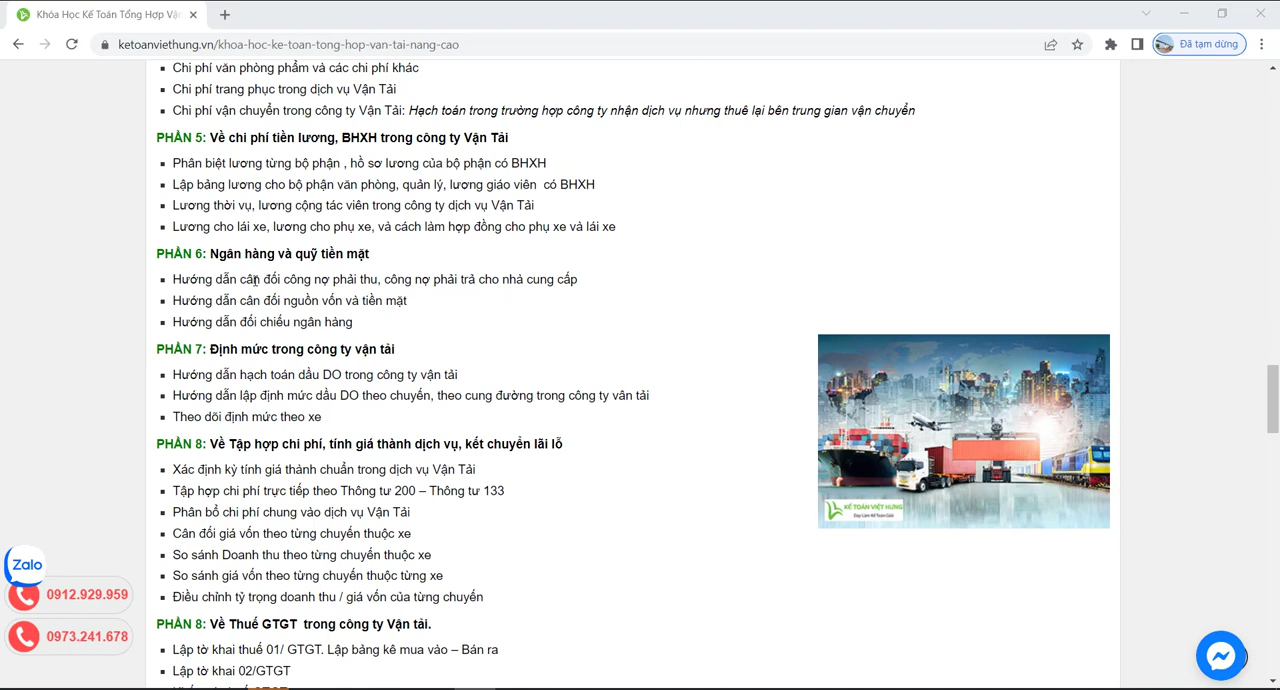 Khóa Học Kế Toán Tổng Hợp Vận
ketoanviethung.vn/khoa-hoc-ke-toan-tong-hop-van-tai-nang-cao
Đã tạm dừng
Chi phí văn phòng phẩm và các chi phí khác
Chi phí trang phục trong dịch vụ Vận Tải
Chi phí vận chuyển trong công ty Vận Tải: Hạch toán trong trường hợp công ty nhận dịch vụ nhưng thuê lại bên trung gian vận chuyển
PHẦN 5: Về chi phí tiền lương, BHXH trong công ty Vận Tải
Phân biệt lương từng bộ phận , hồ sơ lương của bộ phận có BHXH
Lập bảng lương cho bộ phận văn phòng, quản lý, lương giáo viên có BHXH
Lương thời vụ, lương cộng tác viên trong công ty dịch vụ Vận Tải
Lương cho lái xe, lương cho phụ xe, và cách làm hợp đồng cho phụ xe và lái xe
PHẦN 6: Ngân hàng và quỹ tiền mặt
Hướng dẫn cân đối công nợ phải thu, công nợ phải trả cho nhà cung cấp
Hướng dẫn cân đối nguồn vốn và tiền mặt
Hướng dẫn đối chiếu ngân hàng
PHẦN 7: Định mức trong công ty vận tải
Hướng dẫn hạch toán dầu DO trong công ty vận tải
Hướng dẫn lập định mức dầu DO theo chuyến, theo cung đường trong công ty vân tải
Theo dõi định mức theo xe
KẾ TOÁN VIỆT HƯNG
Dạy Làm Kế Toán Giỏi
PHẦN 8: Về Tập hợp chi phí, tính giá thành dịch vụ, kết chuyển lãi lỗ
Xác định kỳ tính giá thành chuẩn trong dịch vụ Vận Tải
Tập hợp chi phí trực tiếp theo Thông tư 200 – Thông tư 133
Phân bổ chi phí chung vào dịch vụ Vận Tải
Cân đối giá vốn theo từng chuyến thuộc xe
So sánh Doanh thu theo từng chuyến thuộc xe
So sánh giá vốn theo từng chuyến thuộc từng xe
Điều chỉnh tỷ trọng doanh thu / giá vốn của từng chuyến
PHẦN 8: Về Thuế GTGT trong công ty Vận tải.
Lập tờ khai thuế 01/ GTGT. Lập bảng kê mua vào – Bán ra
Lập tờ khai 02/GTGT
Zalo
0912.929.959
0973.241.678